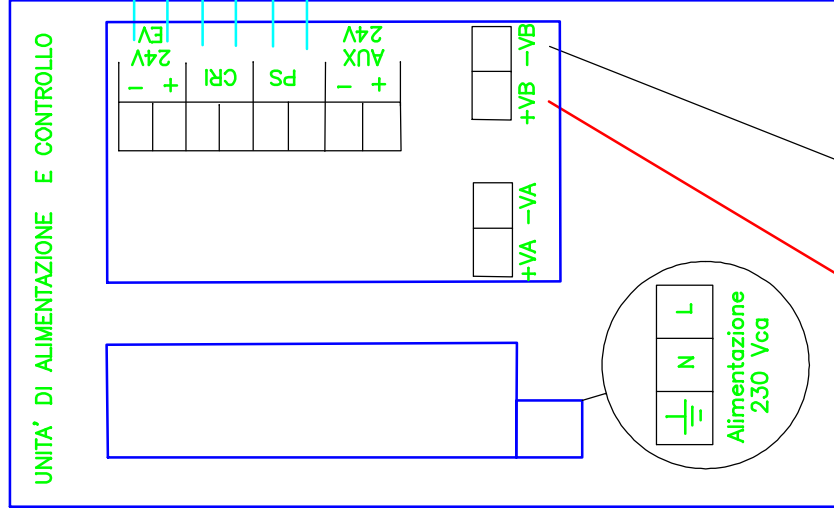 UNITA' DI ALIMENTAZIONE E CONTROLLO
24V
EV
- +
CRI
PS
AUX
24V
- +
-VB
+VB
-VA
+VA
L
N
Alimentazione
230 Vca